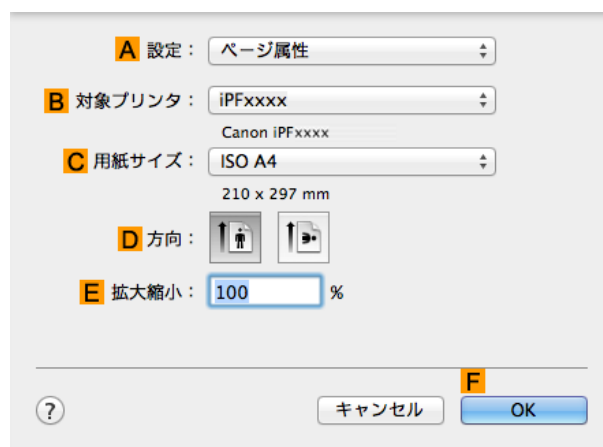 A 設定： ページ属性
B 対象プリンタ： iPFxxxx
Canon iPFxxxx
C 用紙サイズ： ISO A4
210 x 297 mm
D 方向：
E 拡大縮小： 100 %
F
? キャンセル OK